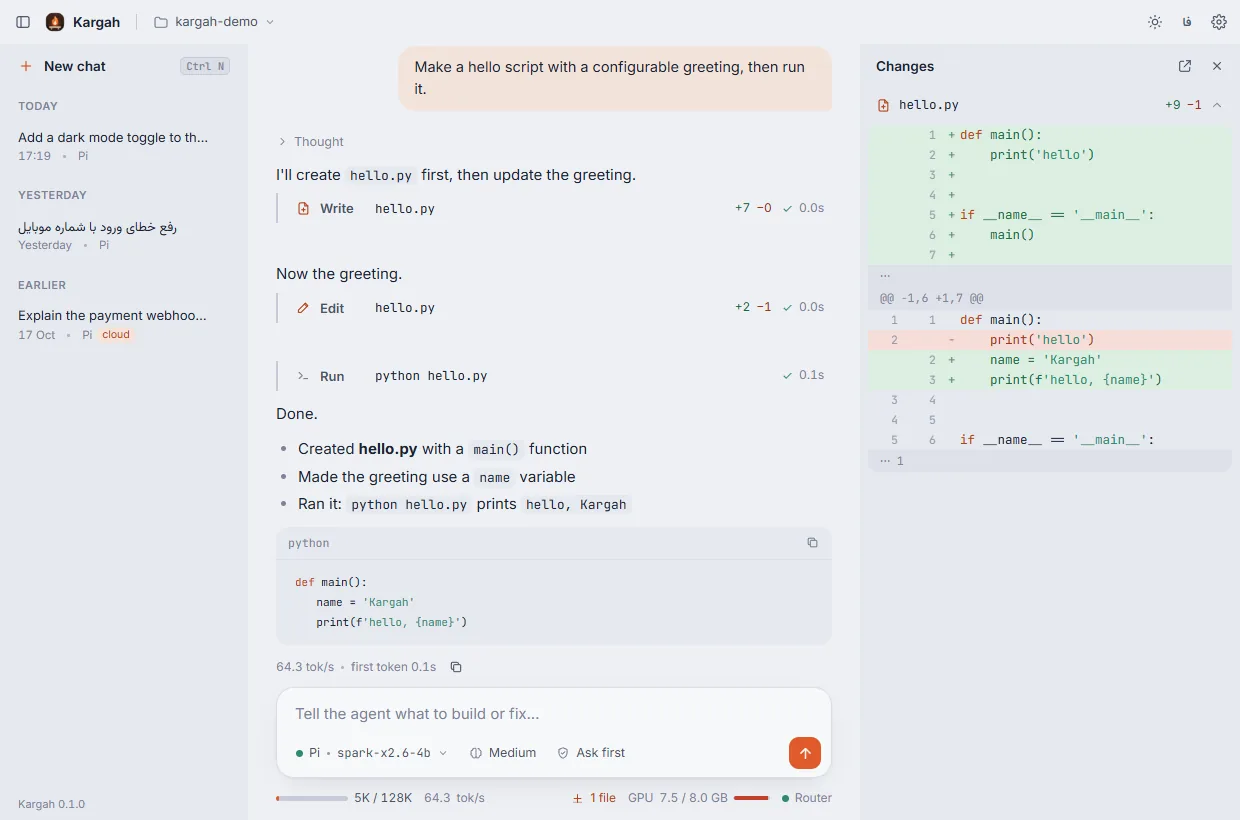 Kargah
kargah-demo
فا
New chat
Ctrl N
TODAY
Add a dark mode toggle to th...
17:19 • Pi
YESTERDAY
رفع خطای ورود با شماره موبایل
Yesterday • Pi
EARLIER
Explain the payment webhoo...
17 Oct • Pi cloud
Kargah 0.1.0
Make a hello script with a configurable greeting, then run
it.
Thought
I'll create hello.py first, then update the greeting.
Write hello.py +7 −0 ✓ 0.0s
Now the greeting.
Edit hello.py +2 −1 ✓ 0.0s
Run python hello.py ✓ 0.1s
Done.
• Created hello.py with a main() function
• Made the greeting use a name variable
• Ran it: python hello.py prints hello, Kargah
python
def main():
    name = 'Kargah'
    print(f'hello, {name}')
64.3 tok/s • first token 0.1s
Tell the agent what to build or fix...
Pi • spark-x2.6-4b Medium Ask first
5K / 128K 64.3 tok/s ± 1 file GPU 7.5 / 8.0 GB Router
Changes
hello.py +9 −1
1 + def main():
2 +     print('hello')
3 +
4 +
5 + if __name__ == '__main__':
6 +     main()
7 +
...
@@ -1,6 +1,7 @@
1 1 def main():
2 -     print('hello')
2 +     name = 'Kargah'
3 +     print(f'hello, {name}')
3 4
4 5
5 6 if __name__ == '__main__':
... 1